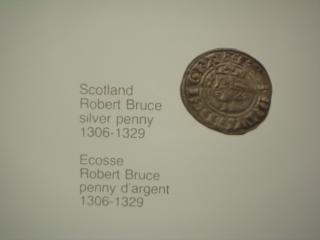 Scotland
Robert Bruce
silver penny
1306-1329
Ecosse
Robert Bruce
penny d'argent
1306-1329